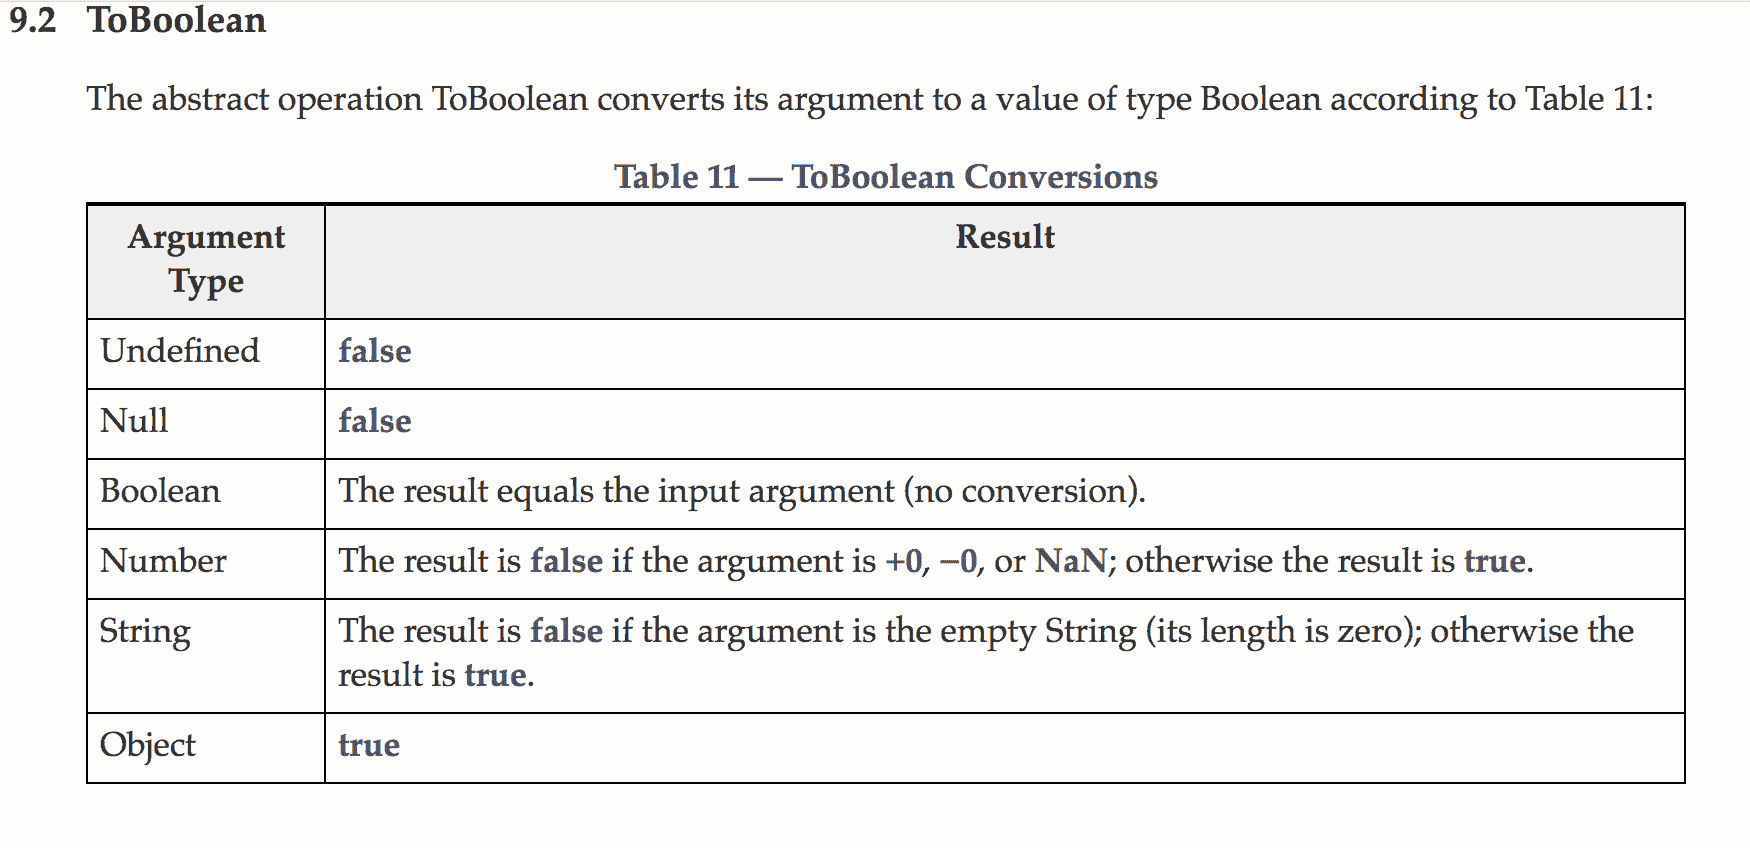 9.2 ToBoolean
The abstract operation ToBoolean converts its argument to a value of type Boolean according to Table 11:
Table 11 — ToBoolean Conversions
Argument Type Result
Undefined false
Null false
Boolean The result equals the input argument (no conversion).
Number The result is false if the argument is +0, −0, or NaN; otherwise the result is true.
String The result is false if the argument is the empty String (its length is zero); otherwise the
result is true.
Object true